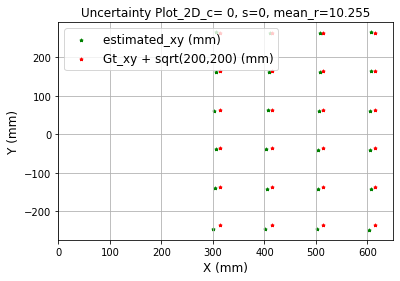 Uncertainty Plot_2D_c= 0, s=0, mean_r=10.255
estimated_xy (mm)
Gt_xy + sqrt(200,200) (mm)
Y (mm)
200
100
0
−100
−200
0 100 200 300 400 500 600
X (mm)